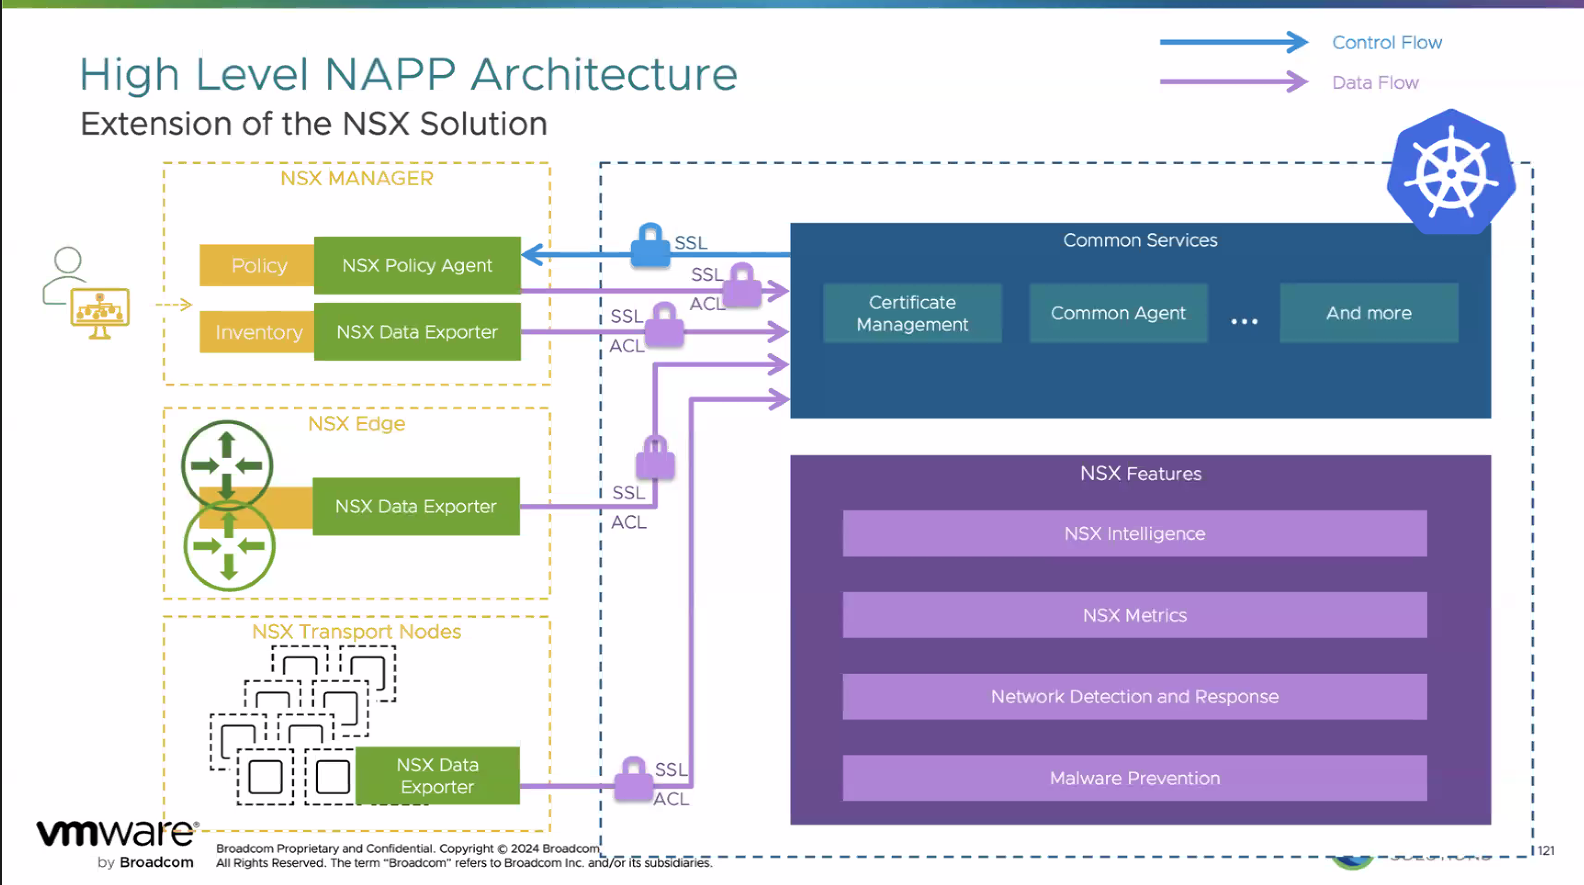 High Level NAPP Architecture
Extension of the NSX Solution
Control Flow
Data Flow
NSX MANAGER
Policy
NSX Policy Agent
Inventory
NSX Data Exporter
SSL
SSL
ACL
SSL
ACL
Common Services
Certificate
Management
Common Agent
...
And more
NSX Edge
NSX Data Exporter
SSL
ACL
NSX Features
NSX Intelligence
NSX Metrics
Network Detection and Response
Malware Prevention
NSX Transport Nodes
NSX Data
Exporter
SSL
ACL
vmware®
by Broadcom
Broadcom Proprietary and Confidential. Copyright © 2024 Broadcom
All Rights Reserved. The term “Broadcom” refers to Broadcom Inc. and/or its subsidiaries.
121